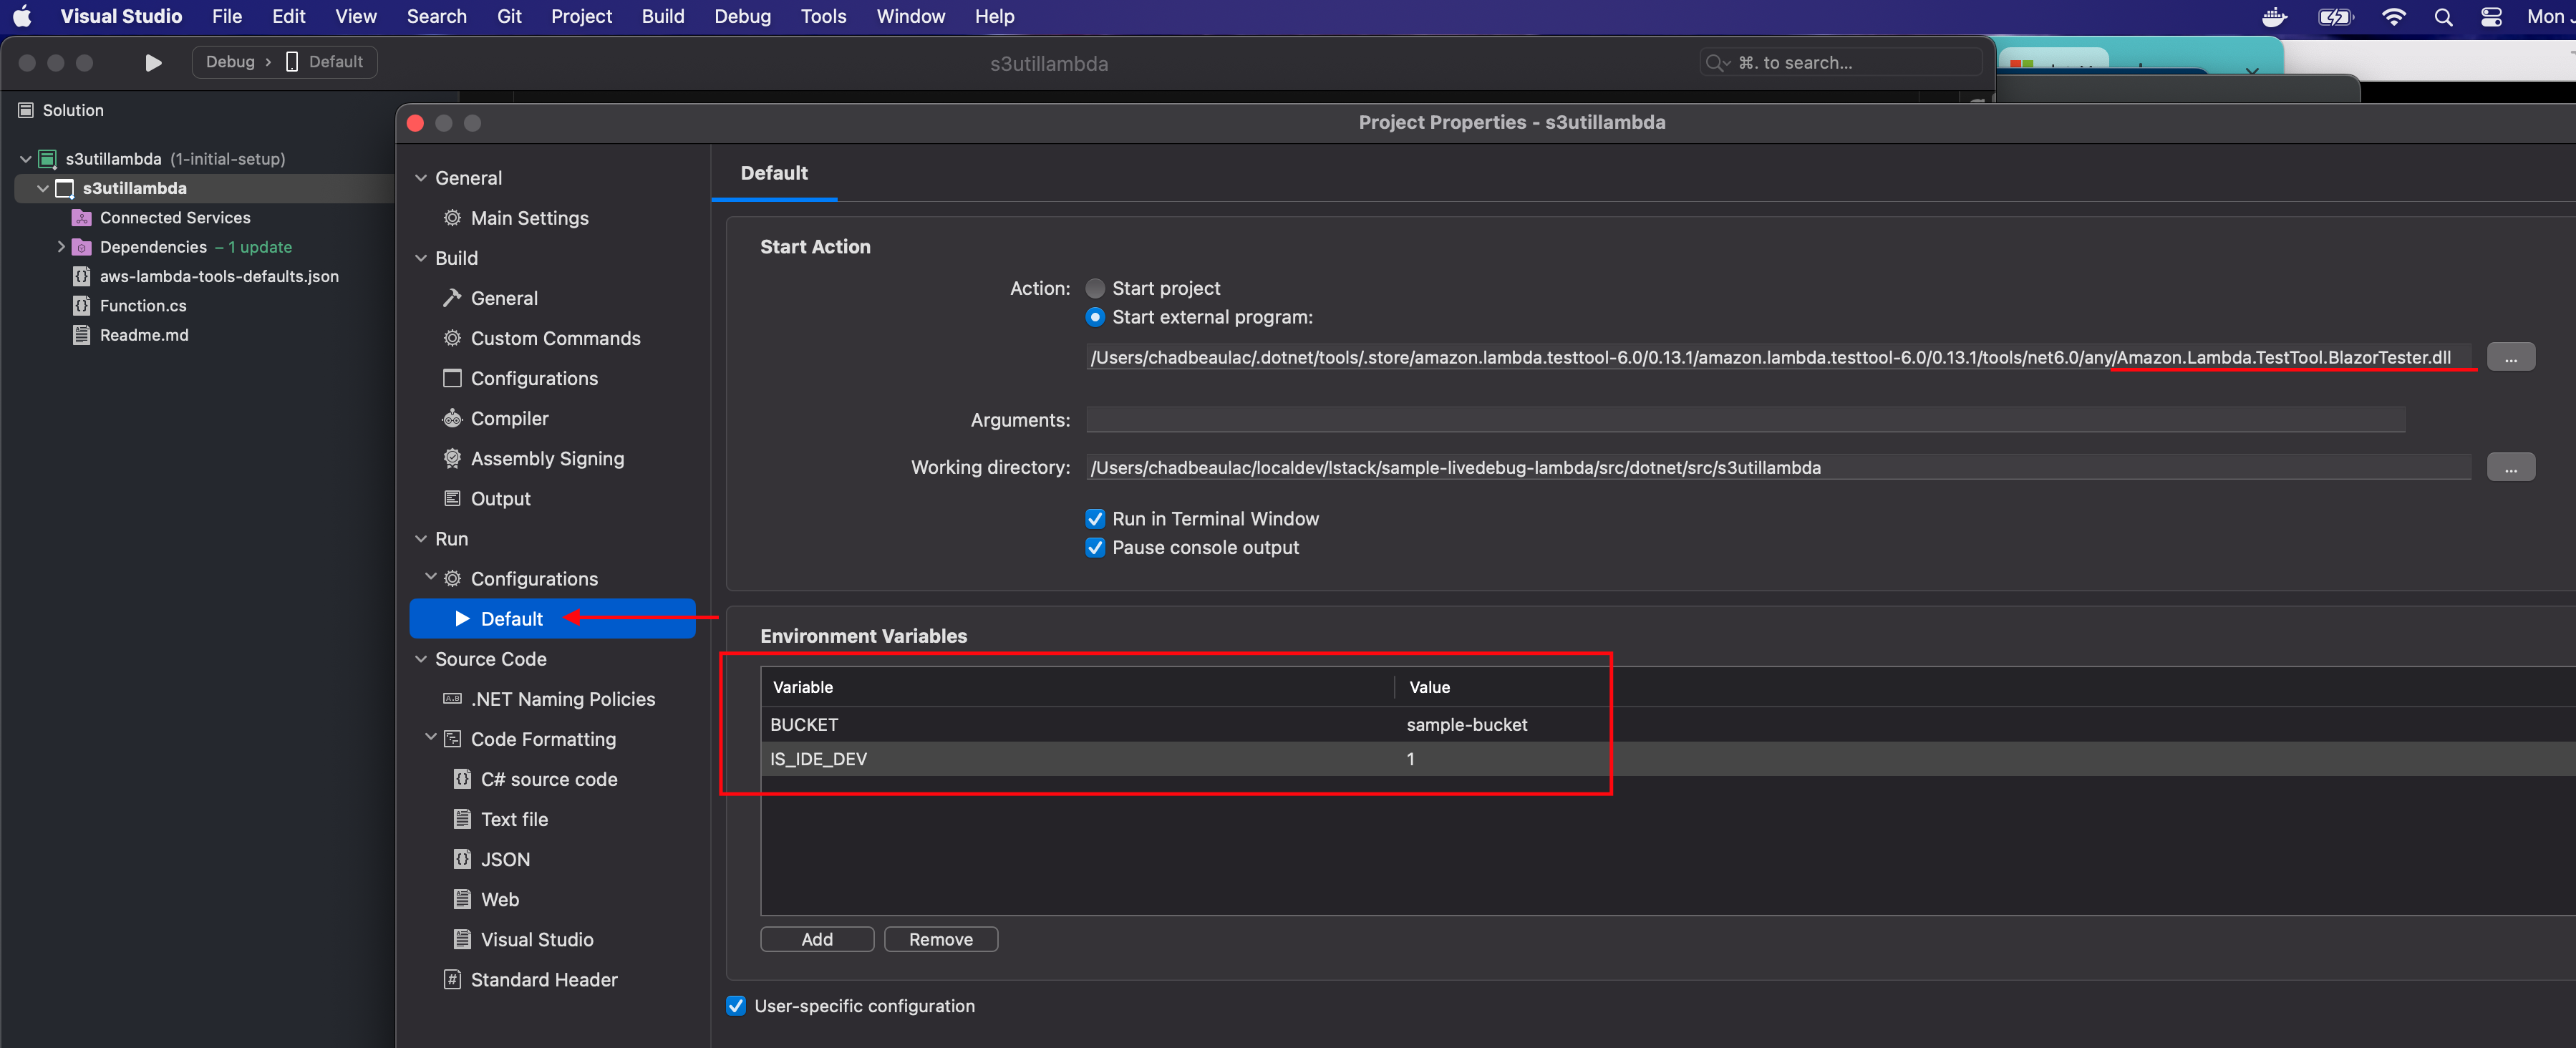 Visual Studio File Edit View Search Git Project Build Debug Tools Window Help Mon
Debug › Default
s3utillambda
⌘. to search...
Solution
s3utillambda (1-initial-setup)
s3utillambda
Connected Services
Dependencies – 1 update
aws-lambda-tools-defaults.json
Function.cs
Readme.md
Project Properties - s3utillambda
General
Main Settings
Build
General
Custom Commands
Configurations
Compiler
Assembly Signing
Output
Run
Configurations
Default
Source Code
.NET Naming Policies
Code Formatting
C# source code
Text file
JSON
Web
Visual Studio
Standard Header
Default
Start Action
Action: Start project
Start external program:
/Users/chadbeaulac/.dotnet/tools/.store/amazon.lambda.testtool-6.0/0.13.1/amazon.lambda.testtool-6.0/0.13.1/tools/net6.0/any/Amazon.Lambda.TestTool.BlazorTester.dll ...
Arguments:
Working directory: /Users/chadbeaulac/localdev/lstack/sample-livedebug-lambda/src/dotnet/src/s3utillambda ...
Run in Terminal Window
Pause console output
Environment Variables
Variable Value
BUCKET sample-bucket
IS_IDE_DEV 1
Add Remove
User-specific configuration